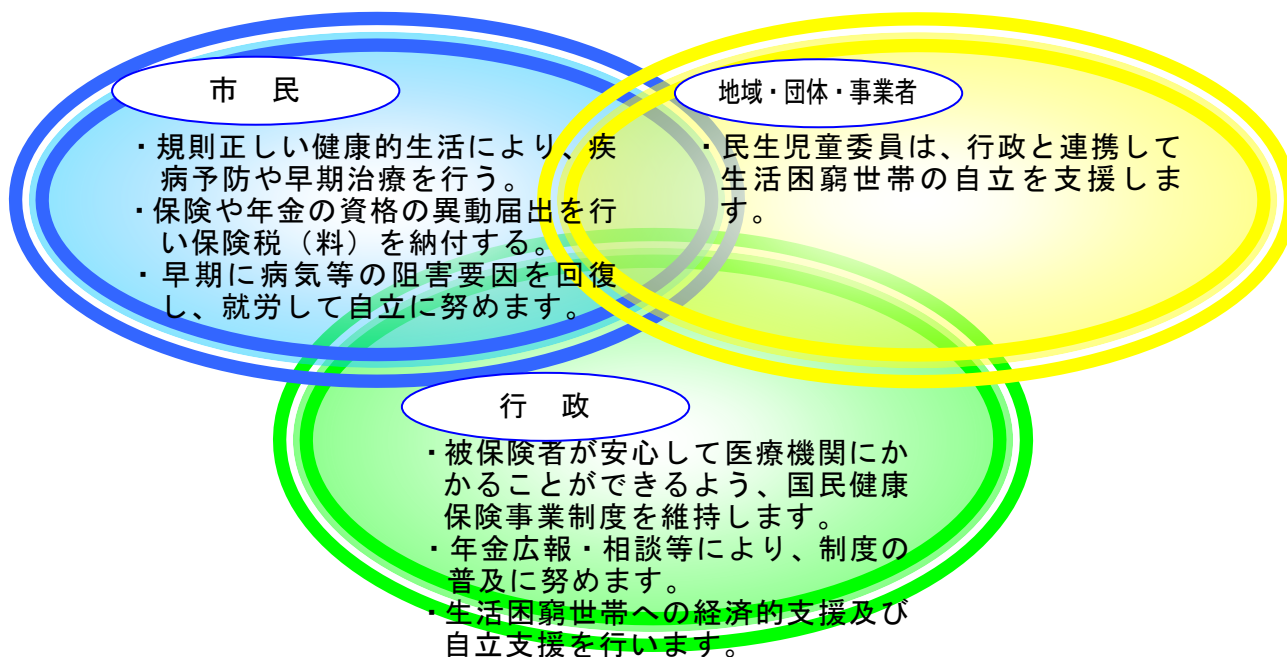 市　民
・規則正しい健康的生活により、疾
病予防や早期治療を行う。
・保険や年金の資格の異動届出を行
い保険税（料）を納付する。
・早期に病気等の阻害要因を回復
し、就労して自立に努めます。
地域・団体・事業者
・民生児童委員は、行政と連携して
生活困窮世帯の自立を支援しま
す。
行　政
・被保険者が安心して医療機関にか
かることができるよう、国民健康
保険事業制度を維持します。
・年金広報・相談等により、制度の
普及に努めます。
・生活困窮世帯への経済的支援及び
自立支援を行います。